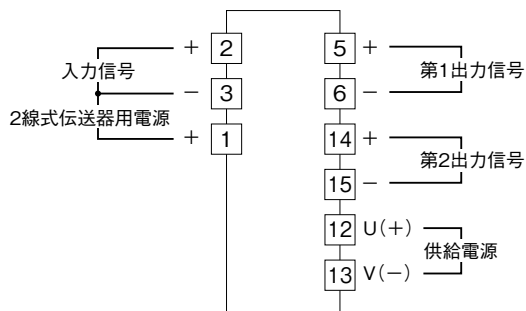 入力信号
+ 2
− 3
2線式伝送器用電源
+ 1
5 +
第1出力信号
6 −
14 +
第2出力信号
15 −
12 U(+)
供給電源
13 V(−)